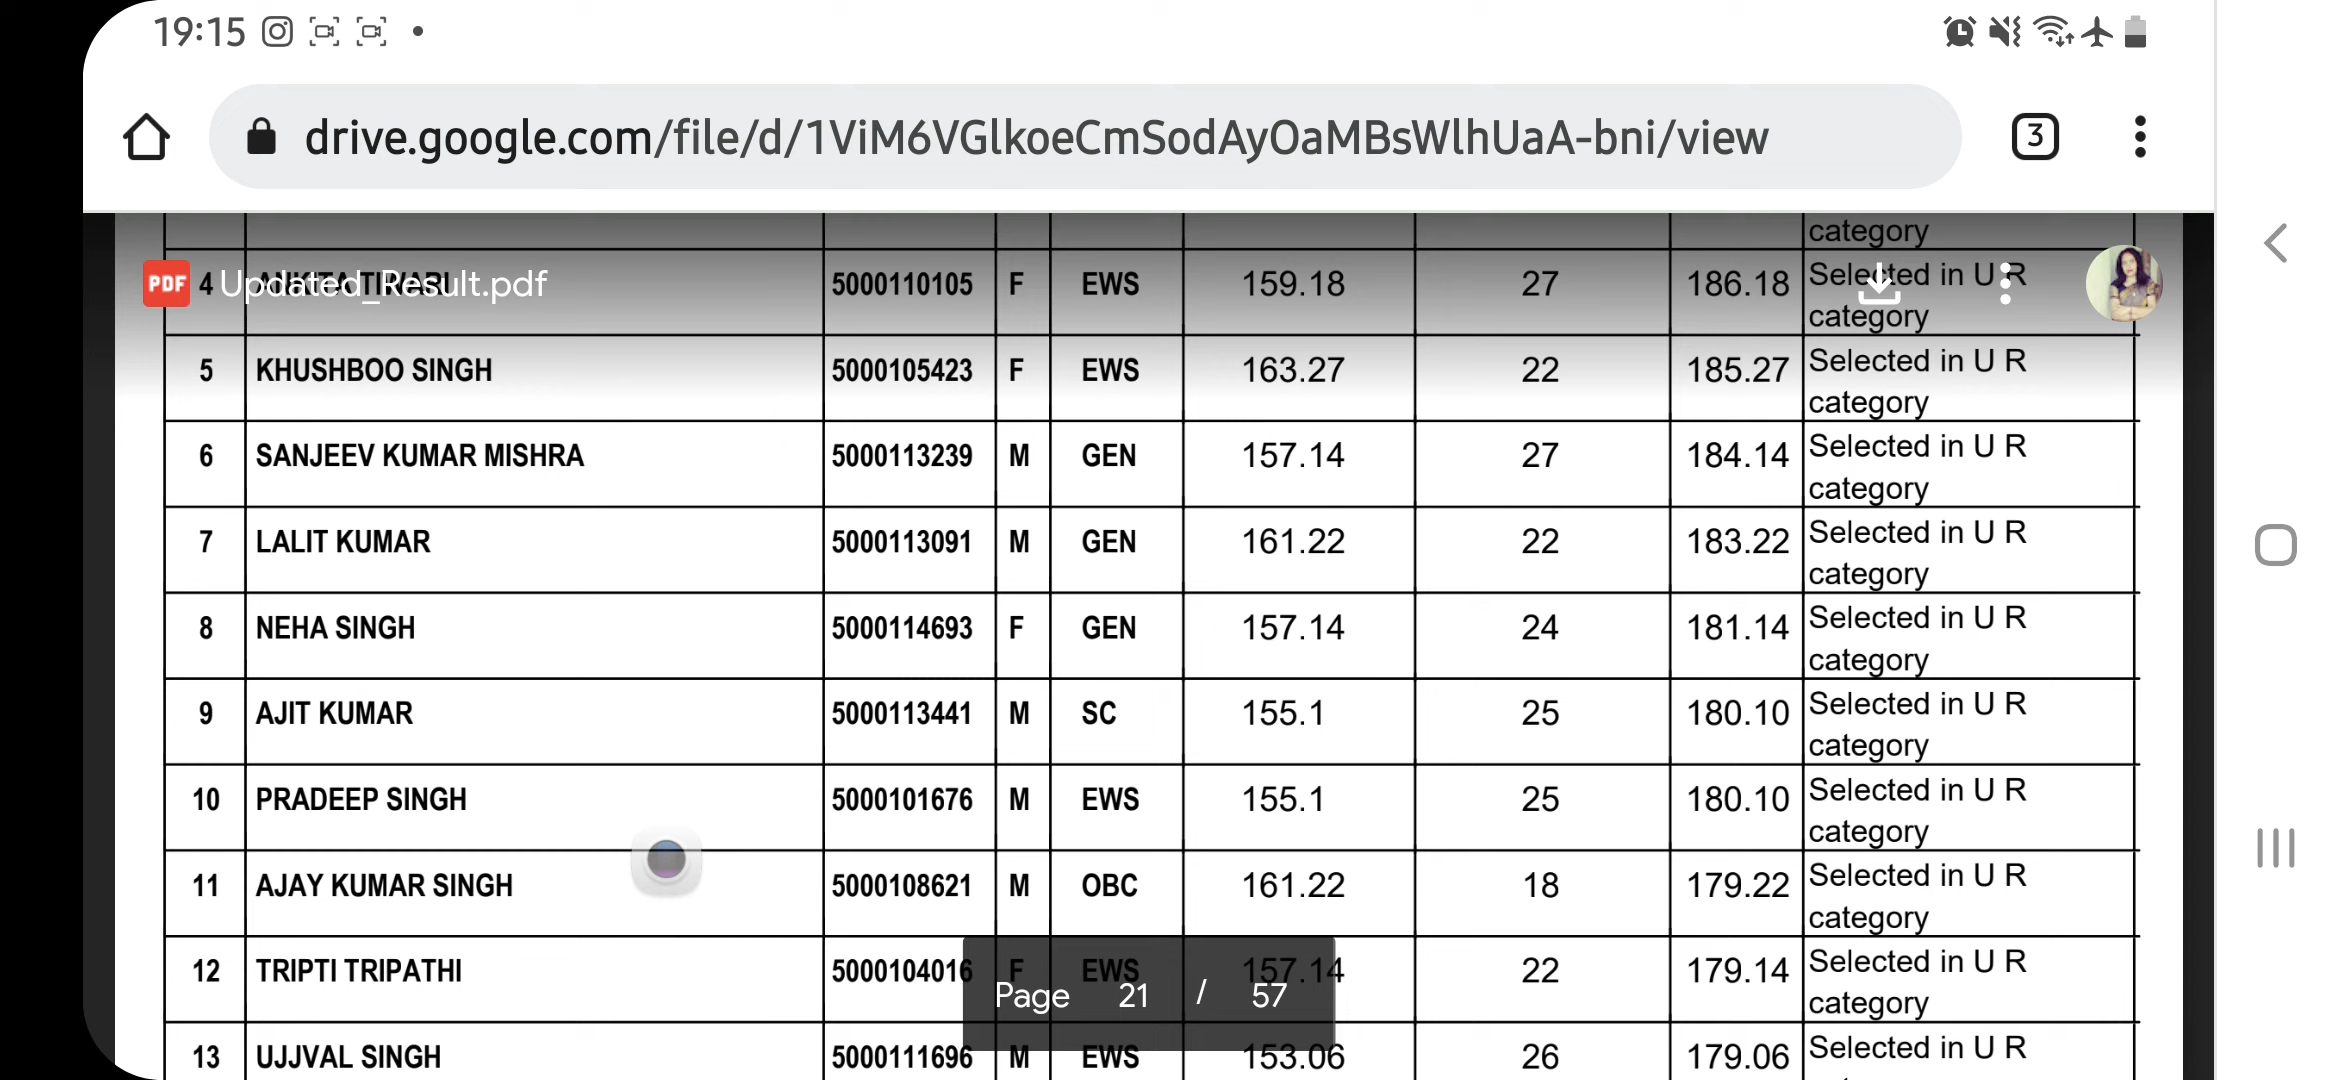 19:15
drive.google.com/file/d/1ViM6VGlkoeCmSodAyOaMBsWlhUaA-bni/view
3
category
PDF Updated_Result.pdf
4 ANKITA TIWARI 5000110105 F EWS 159.18 27 186.18 Selected in U R
category
5 KHUSHBOO SINGH 5000105423 F EWS 163.27 22 185.27 Selected in U R
category
6 SANJEEV KUMAR MISHRA 5000113239 M GEN 157.14 27 184.14 Selected in U R
category
7 LALIT KUMAR 5000113091 M GEN 161.22 22 183.22 Selected in U R
category
8 NEHA SINGH 5000114693 F GEN 157.14 24 181.14 Selected in U R
category
9 AJIT KUMAR 5000113441 M SC 155.1 25 180.10 Selected in U R
category
10 PRADEEP SINGH 5000101676 M EWS 155.1 25 180.10 Selected in U R
category
11 AJAY KUMAR SINGH 5000108621 M OBC 161.22 18 179.22 Selected in U R
category
12 TRIPTI TRIPATHI 5000104016 F EWS 157.14 22 179.14 Selected in U R
category
Page 21 / 57
13 UJJVAL SINGH 5000111696 M EWS 153.06 26 179.06 Selected in U R